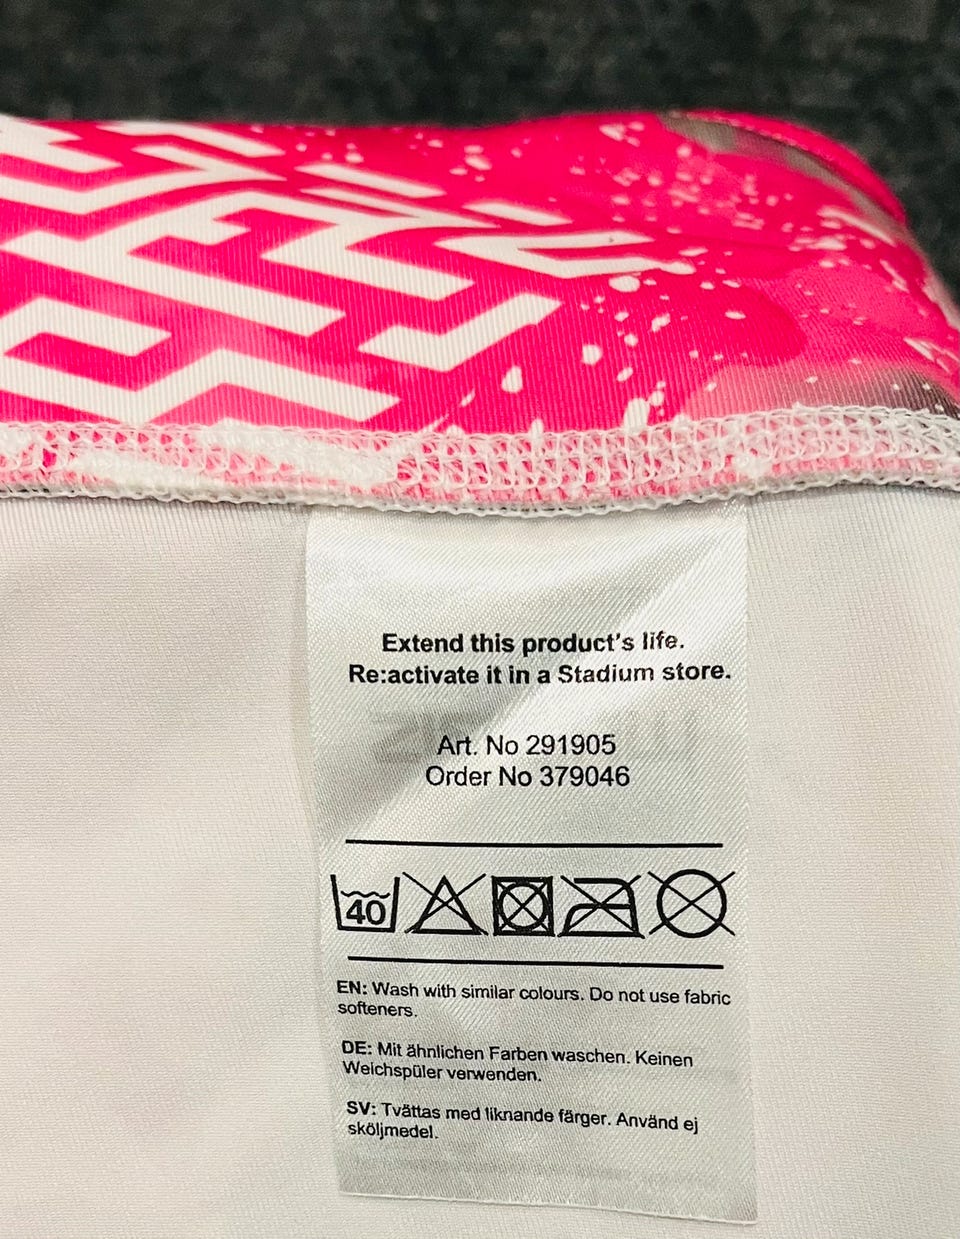 Extend this product's life.
Re:activate it in a Stadium store.
Art. No 291905
Order No 379046
40
EN: Wash with similar colours. Do not use fabric
softeners.
DE: Mit ähnlichen Farben waschen. Keinen
Weichspüler verwenden.
SV: Tvättas med liknande färger. Använd ej
sköljmedel.